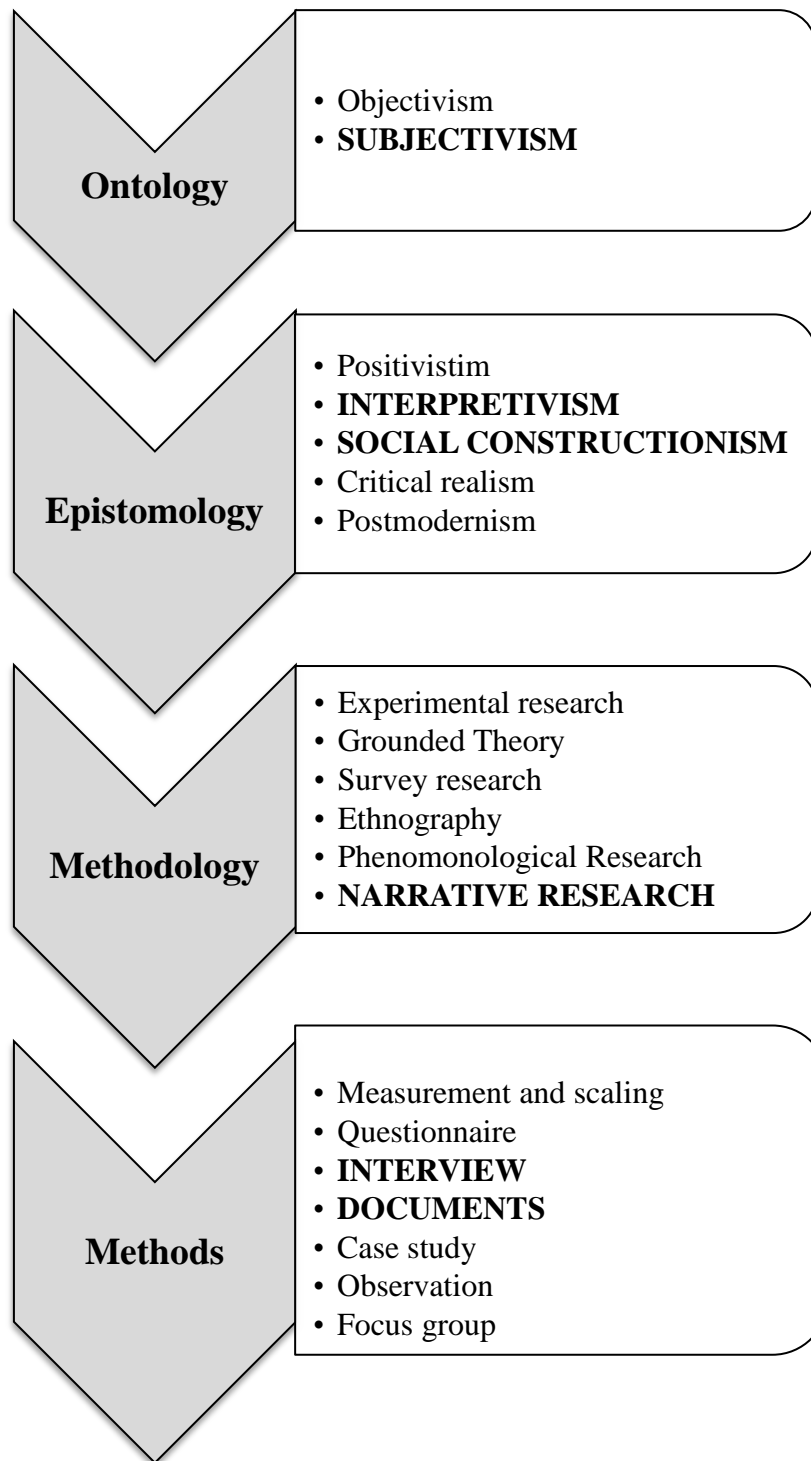 Ontology
• Objectivism
• SUBJECTIVISM
Epistomology
• Positivistim
• INTERPRETIVISM
• SOCIAL CONSTRUCTIONISM
• Critical realism
• Postmodernism
Methodology
• Experimental research
• Grounded Theory
• Survey research
• Ethnography
• Phenomonological Research
• NARRATIVE RESEARCH
Methods
• Measurement and scaling
• Questionnaire
• INTERVIEW
• DOCUMENTS
• Case study
• Observation
• Focus group